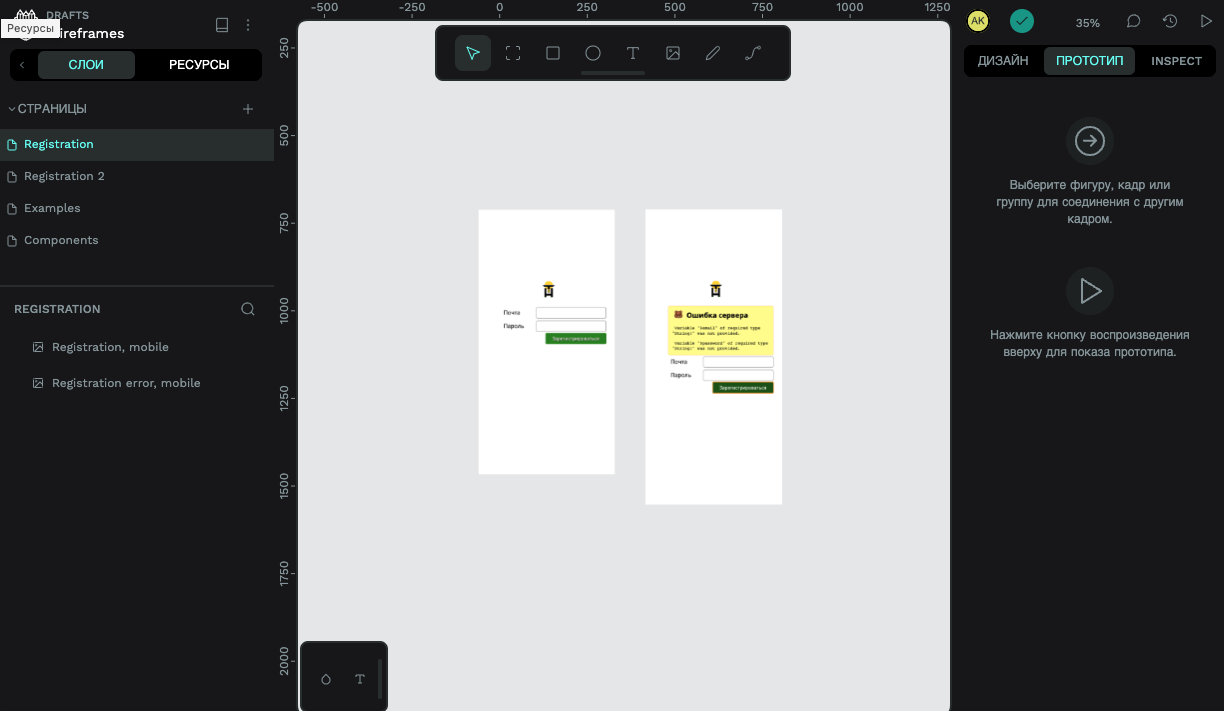 DRAFTS
Ресурсы
ireframes
СЛОИ
РЕСУРСЫ
СТРАНИЦЫ
Registration
Registration 2
Examples
Components
REGISTRATION
Registration, mobile
Registration error, mobile
-500
-250
0
250
500
750
1000
1250
250
500
750
1000
1250
1500
1750
2000
Почта
Пароль
Зарегистрироваться
Ошибка сервера
Variable "$email" of required type
"String!" was not provided.
Variable "$password" of required type
"String!" was not provided.
Почта
Пароль
Зарегистрироваться
AK
35%
ДИЗАЙН
ПРОТОТИП
INSPECT
Выберите фигуру, кадр или
группу для соединения с другим
кадром.
Нажмите кнопку воспроизведения
вверху для показа прототипа.